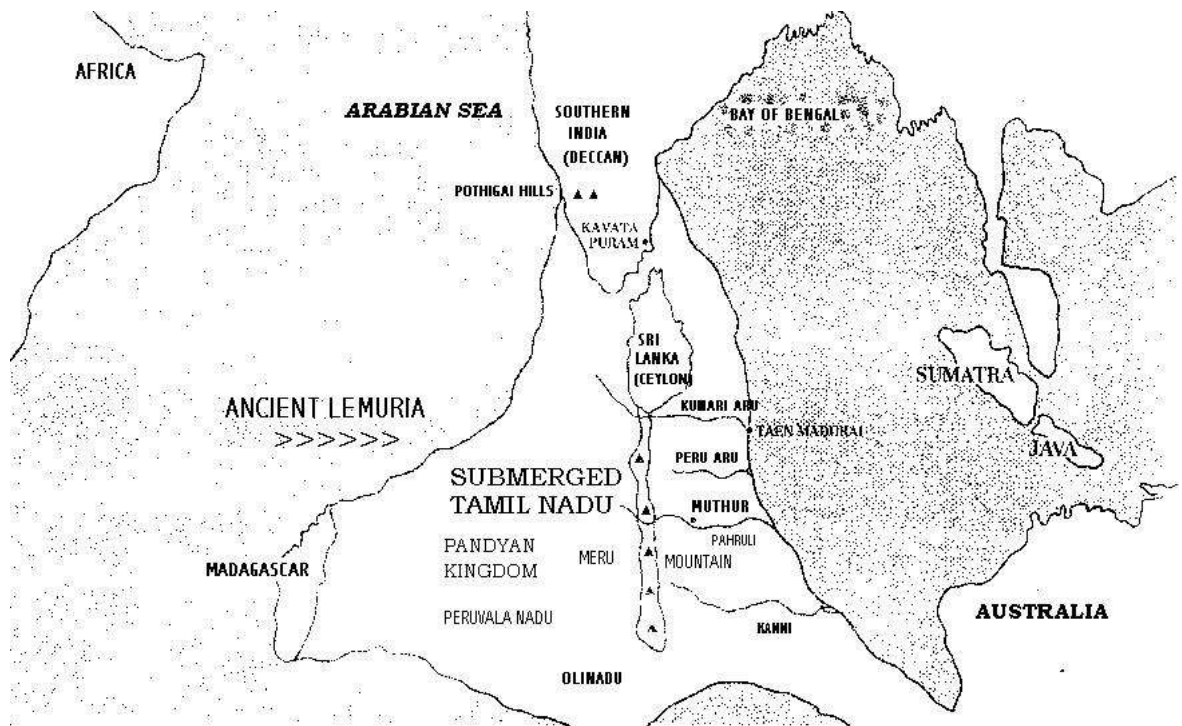 AFRICA
ARABIAN SEA
SOUTHERN
INDIA
(DECCAN)
BAY OF BENGAL
POTHIGAI HILLS
KAVATA
PURAM
SRI
LANKA
(CEYLON)
SUMATRA
ANCIENT LEMURIA
>>>>>>
KUMARI ARU
TAEN MADURAI
JAVA
PERU ARU
SUBMERGED
TAMIL NADU
MUTHUR
PAHRULI
PANDYAN
KINGDOM
MERU
MOUNTAIN
MADAGASCAR
PERUVALA NADU
KANNI
AUSTRALIA
OLINADU